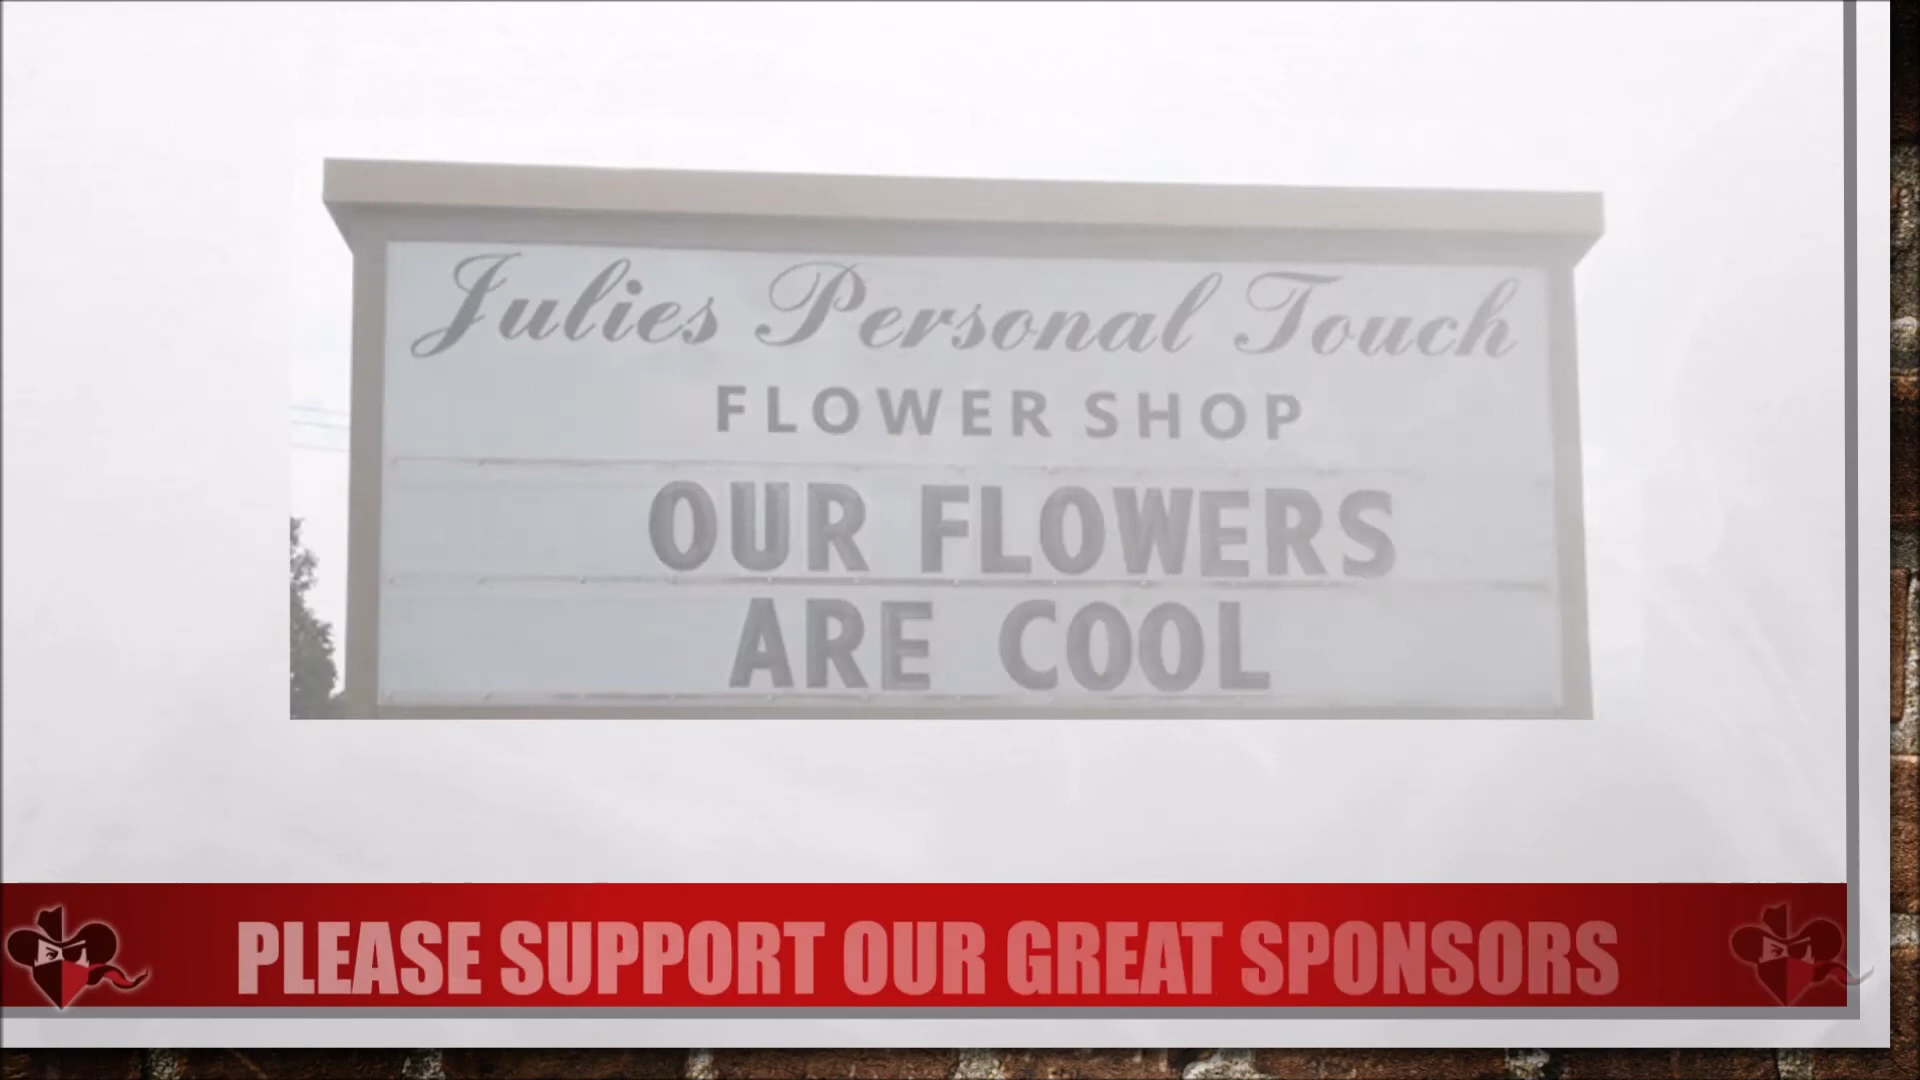 Julies Personal Touch
FLOWER SHOP
OUR FLOWERS
ARE COOL
PLEASE SUPPORT OUR GREAT SPONSORS